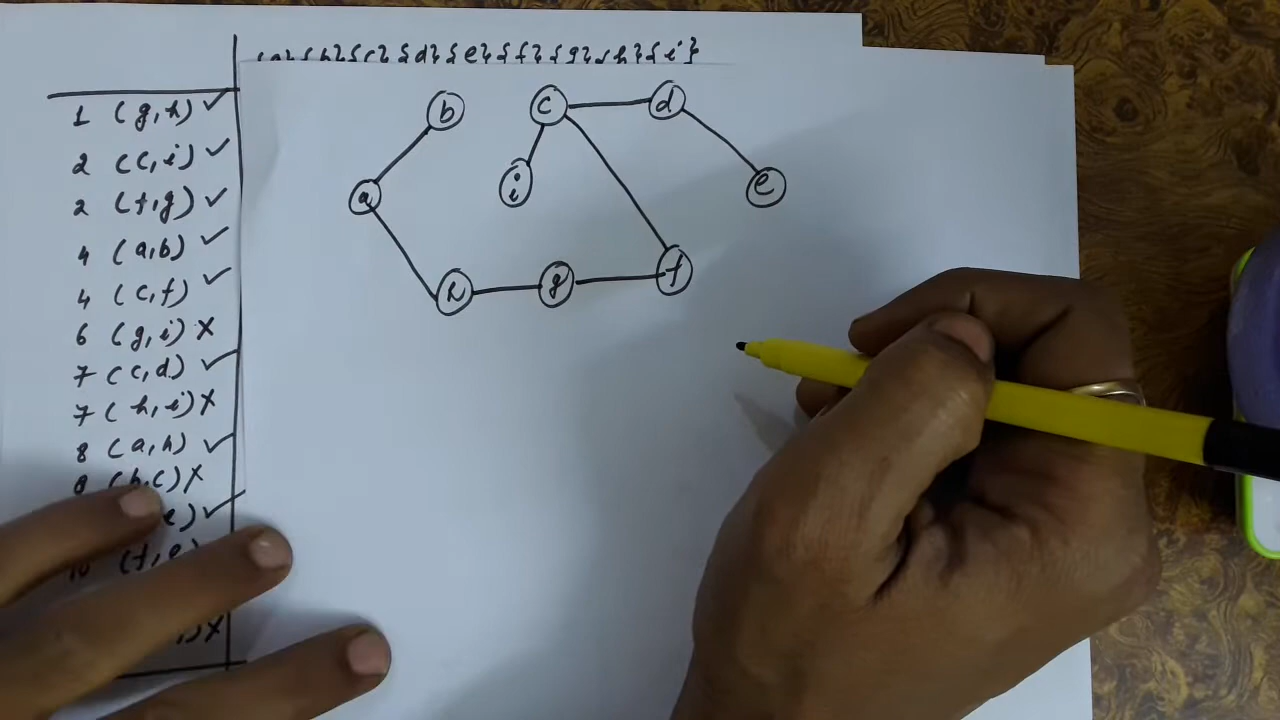 {d} {e} {f} {g} {i}
1 (g,h) ✓
2 (c,i) ✓
2 (f,g) ✓
4 (a,b) ✓
4 (c,f) ✓
6 (g,i) X
7 (c,d) ✓
7 (h,i) X
8 (a,h) ✓
(b,c) X
e) ✓
(f,e)
) X
b c d
i e
a
h g f